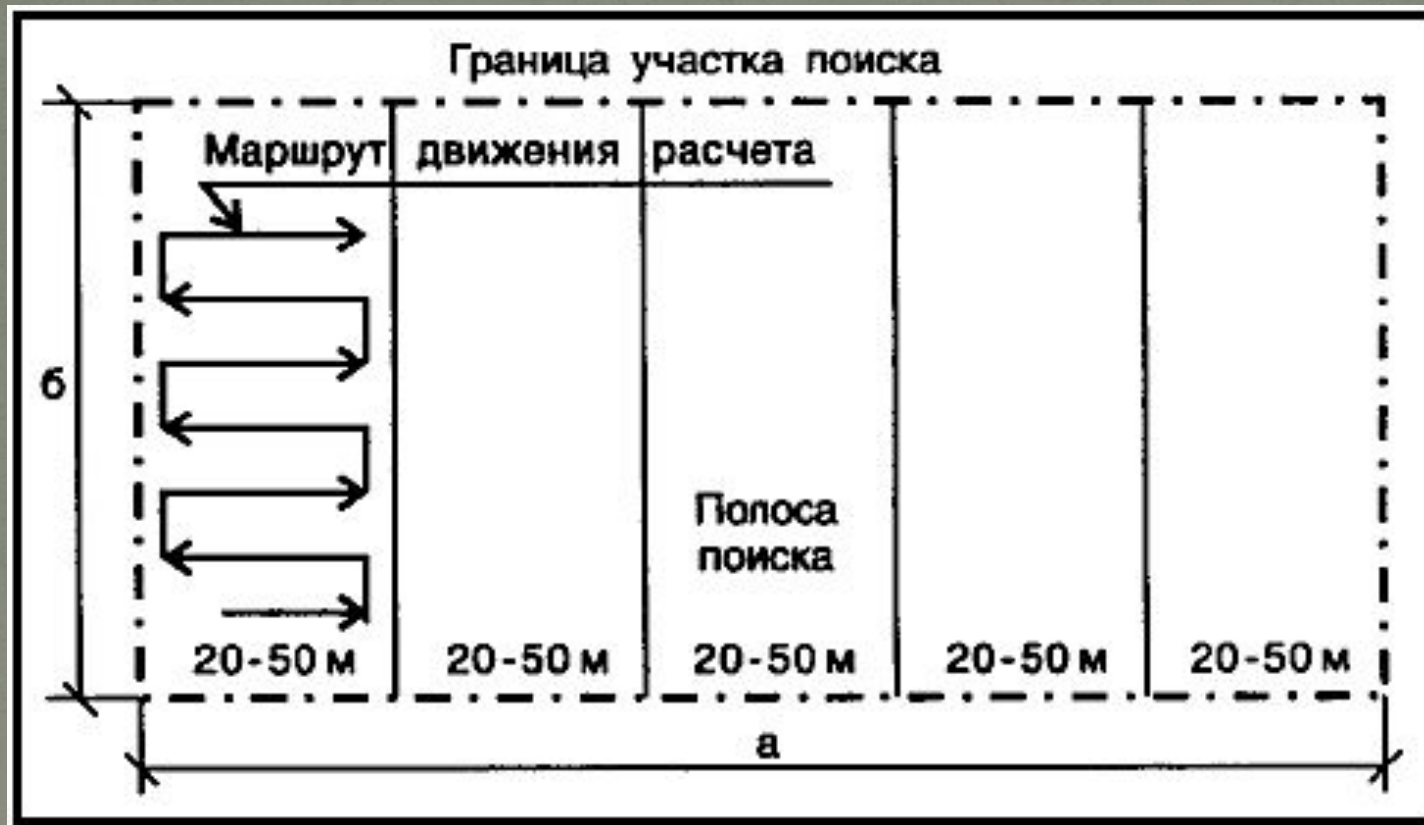 Граница участка поиска
Маршрут движения расчета
б
Полоса
поиска
20-50 м 20-50 м 20-50 м 20-50 м 20-50 м
а